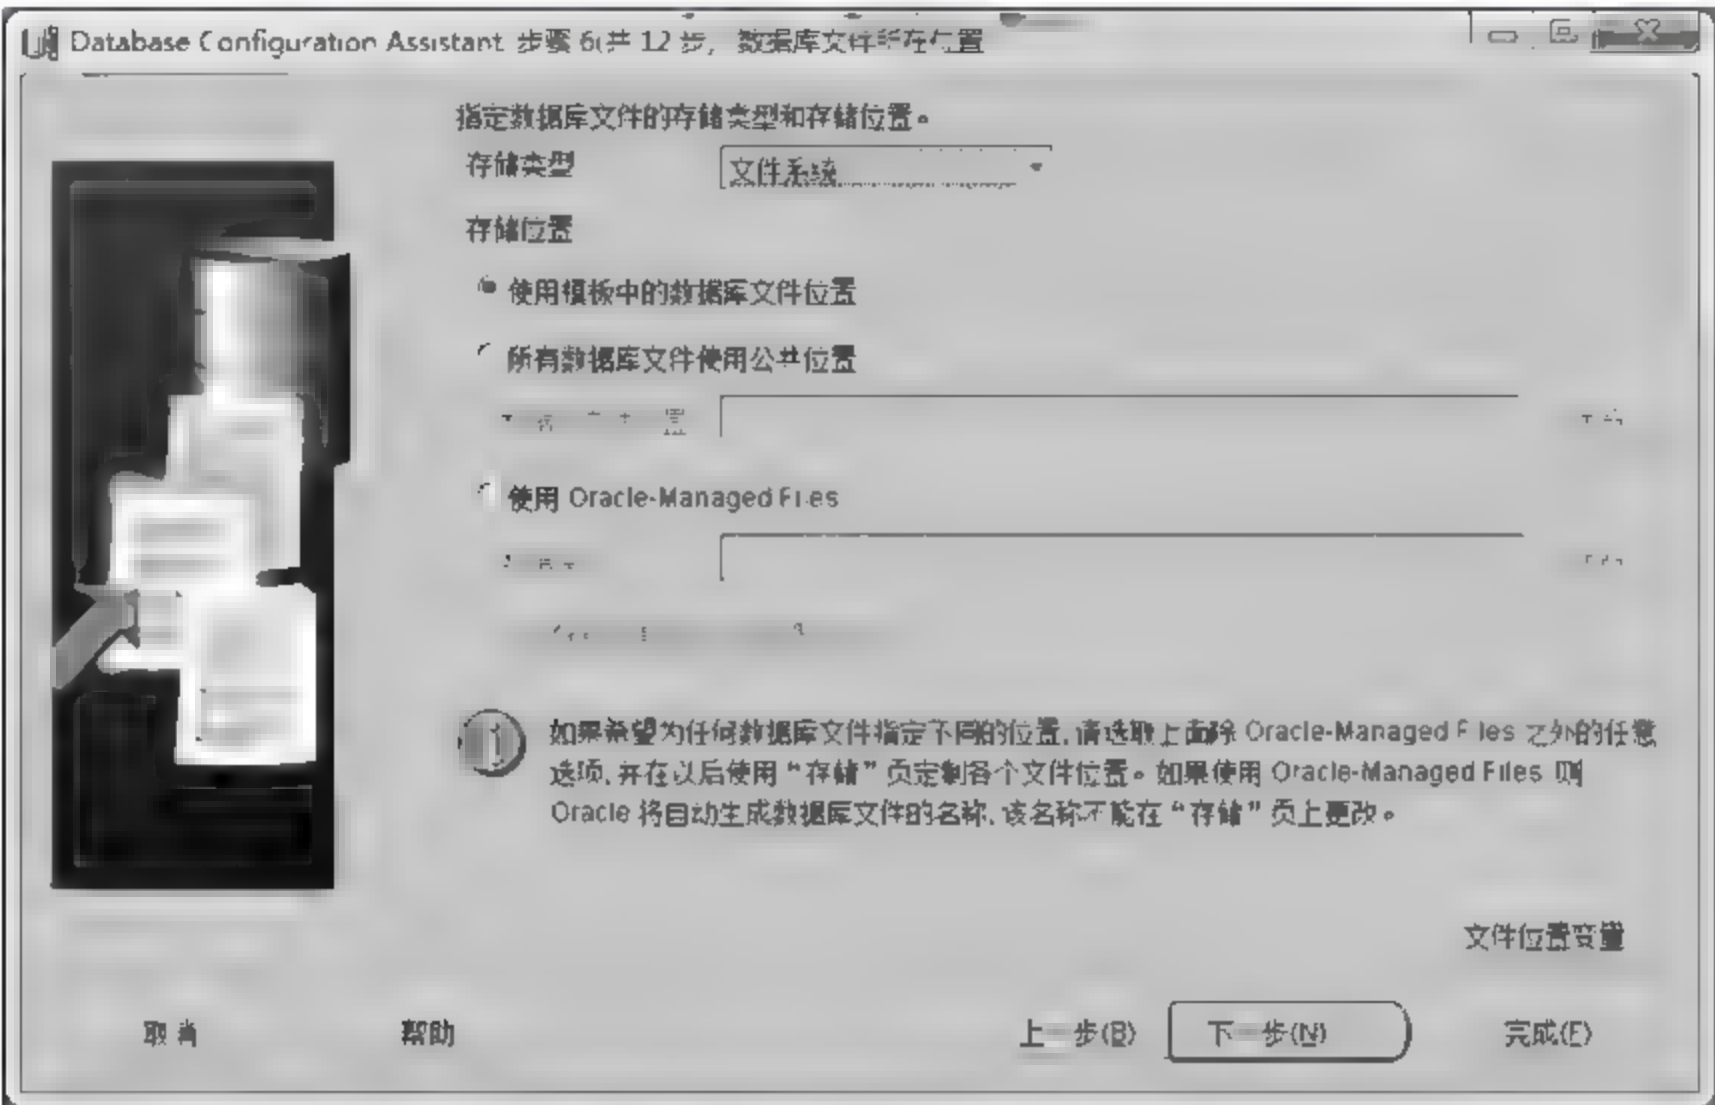 Database Configuration Assistant, 步骤 6(共 12 步): 数据库文件所在位置
指定数据库文件的存储类型和存储位置。
存储类型 文件系统
存储位置
使用模板中的数据库文件位置
所有数据库文件使用公共位置
使用 Oracle-Managed Files
如果希望为任何数据库文件指定不同的位置,请选取上面除 Oracle-Managed Files 之外的任意
选项,并在以后使用“存储”页定制各个文件位置。如果使用 Oracle-Managed Files, 则
Oracle 将自动生成数据库文件的名称,该名称不能在“存储”页上更改。
文件位置变量
取消 帮助 上一步(B) 下一步(N) 完成(F)